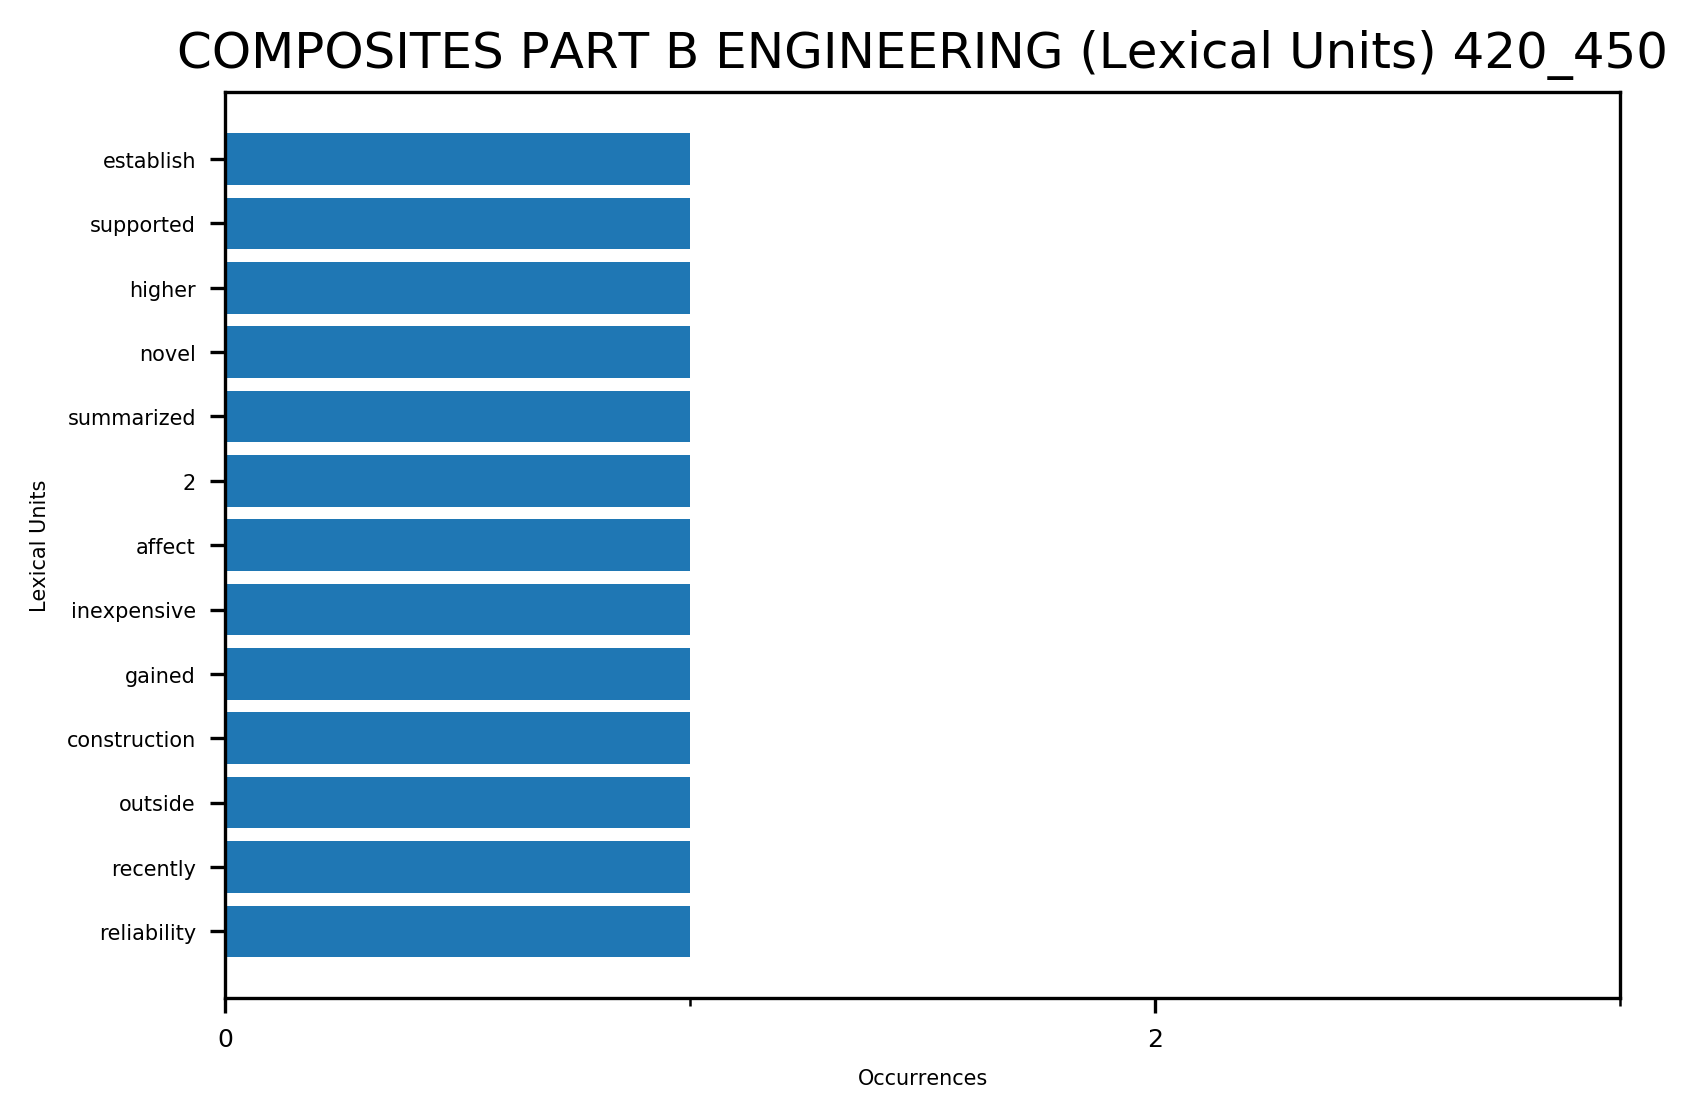 COMPOSITES PART B ENGINEERING (Lexical Units) 420_450
establish
supported
higher
novel
summarized
2
affect
inexpensive
gained
construction
outside
recently
reliability
Lexical Units
0 2
Occurrences